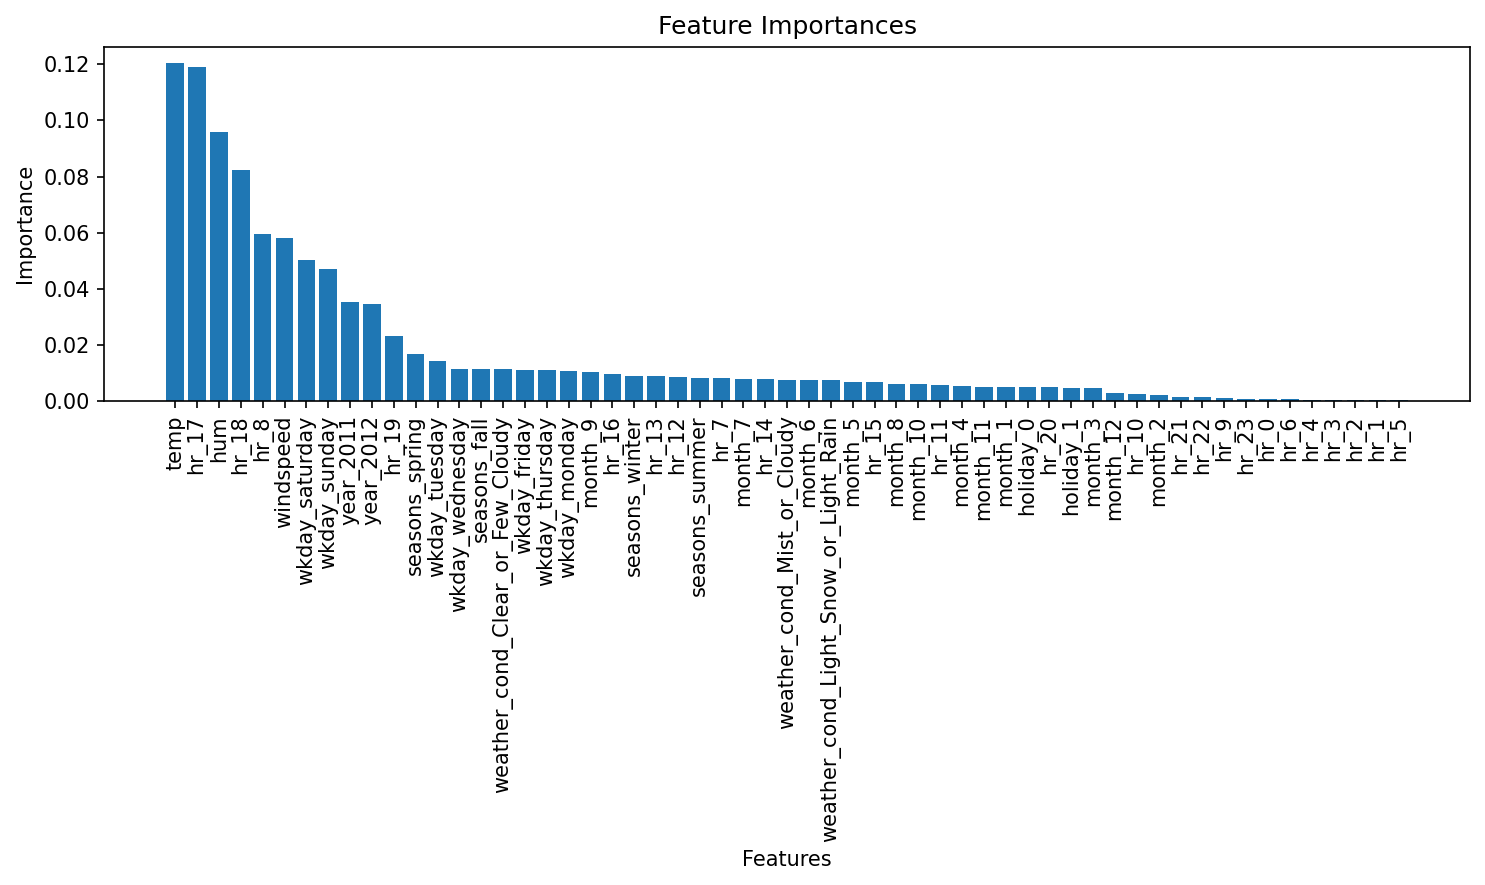 Feature Importances
Importance
0.12
0.10
0.08
0.06
0.04
0.02
0.00
temp
hr_17
hum
hr_18
hr_8
windspeed
wkday_saturday
wkday_sunday
year_2011
year_2012
hr_19
seasons_spring
wkday_tuesday
wkday_wednesday
seasons_fall
weather_cond_Clear_or_Few_Cloudy
wkday_friday
wkday_thursday
wkday_monday
month_9
hr_16
seasons_winter
hr_13
hr_12
seasons_summer
hr_7
month_7
hr_14
weather_cond_Mist_or_Cloudy
month_6
weather_cond_Light_Snow_or_Light_Rain
month_5
hr_15
month_8
month_10
hr_11
month_4
month_11
month_1
holiday_0
hr_20
holiday_1
month_3
month_12
hr_10
month_2
hr_21
hr_22
hr_9
hr_23
hr_0
hr_6
hr_4
hr_3
hr_2
hr_1
hr_5
Features